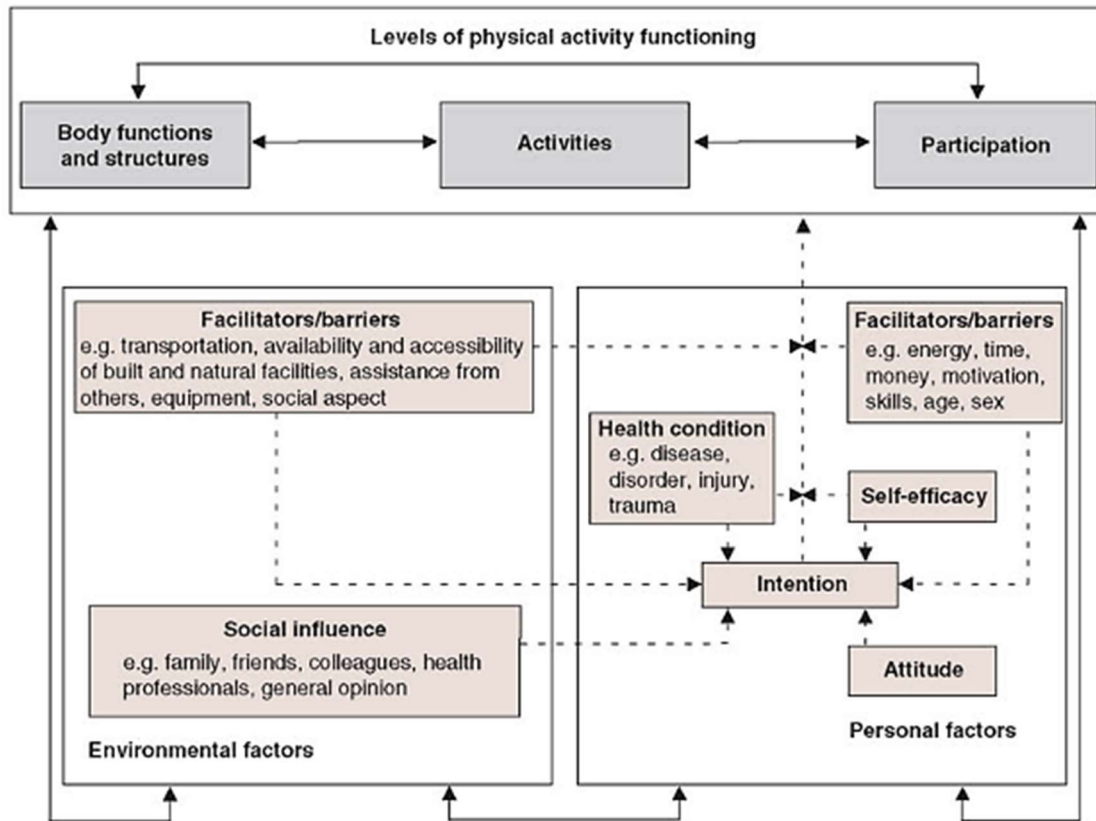 Levels of physical activity functioning
Body functions
and structures
Activities
Participation
Facilitators/barriers
e.g. transportation, availability and accessibility
of built and natural facilities, assistance from
others, equipment, social aspect
Facilitators/barriers
e.g. energy, time,
money, motivation,
skills, age, sex
Health condition
e.g. disease,
disorder, injury,
trauma
Self-efficacy
Intention
Social influence
e.g. family, friends, colleagues, health
professionals, general opinion
Attitude
Environmental factors
Personal factors